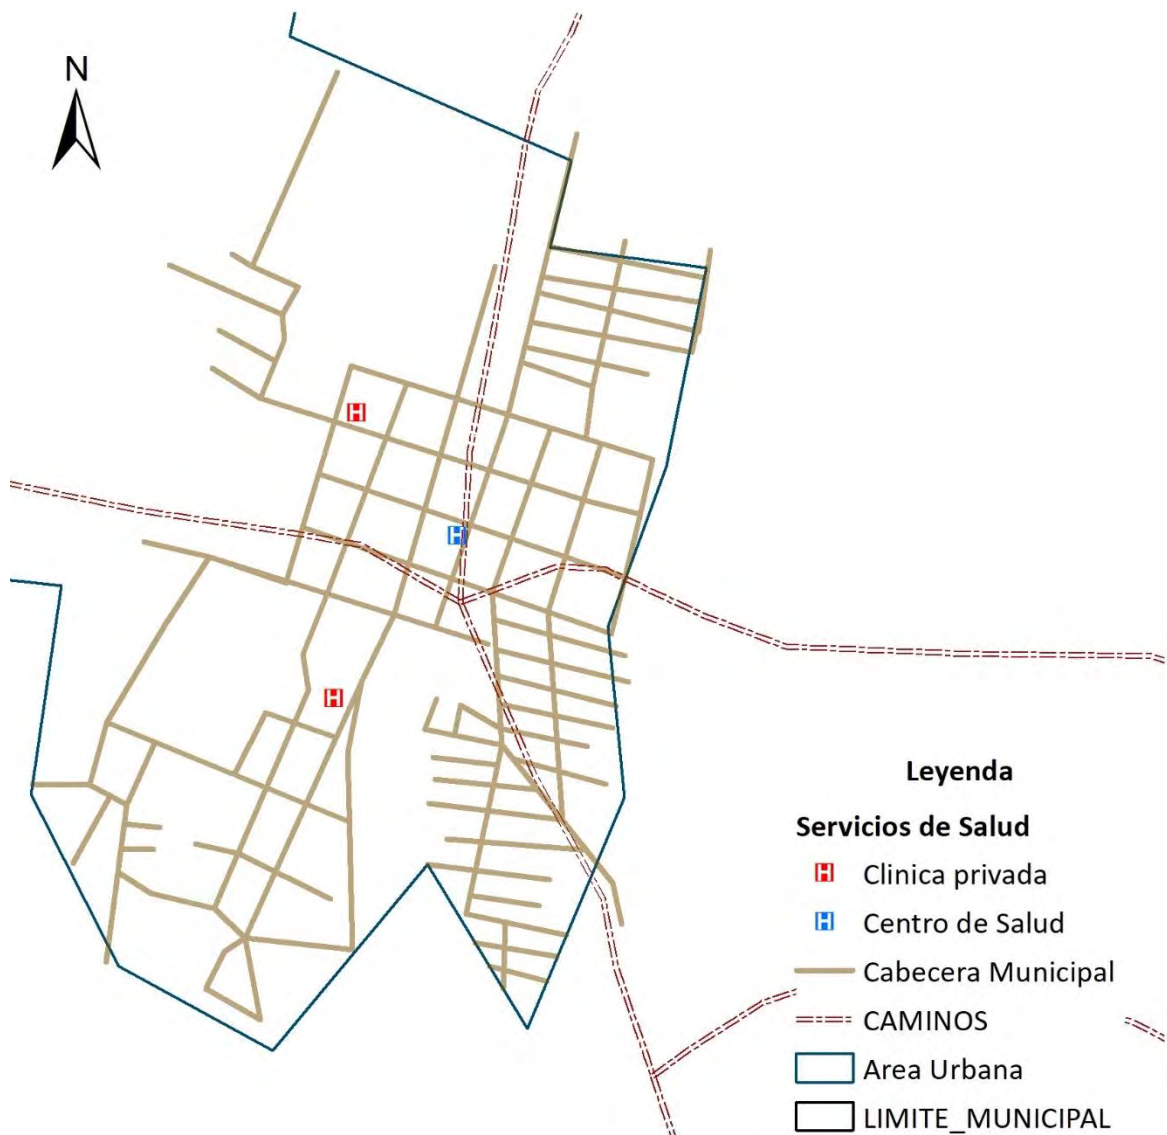 N
H
H
H
Leyenda
Servicios de Salud
H Clinica privada
H Centro de Salud
Cabecera Municipal
CAMINOS
Area Urbana
LIMITE_MUNICIPAL